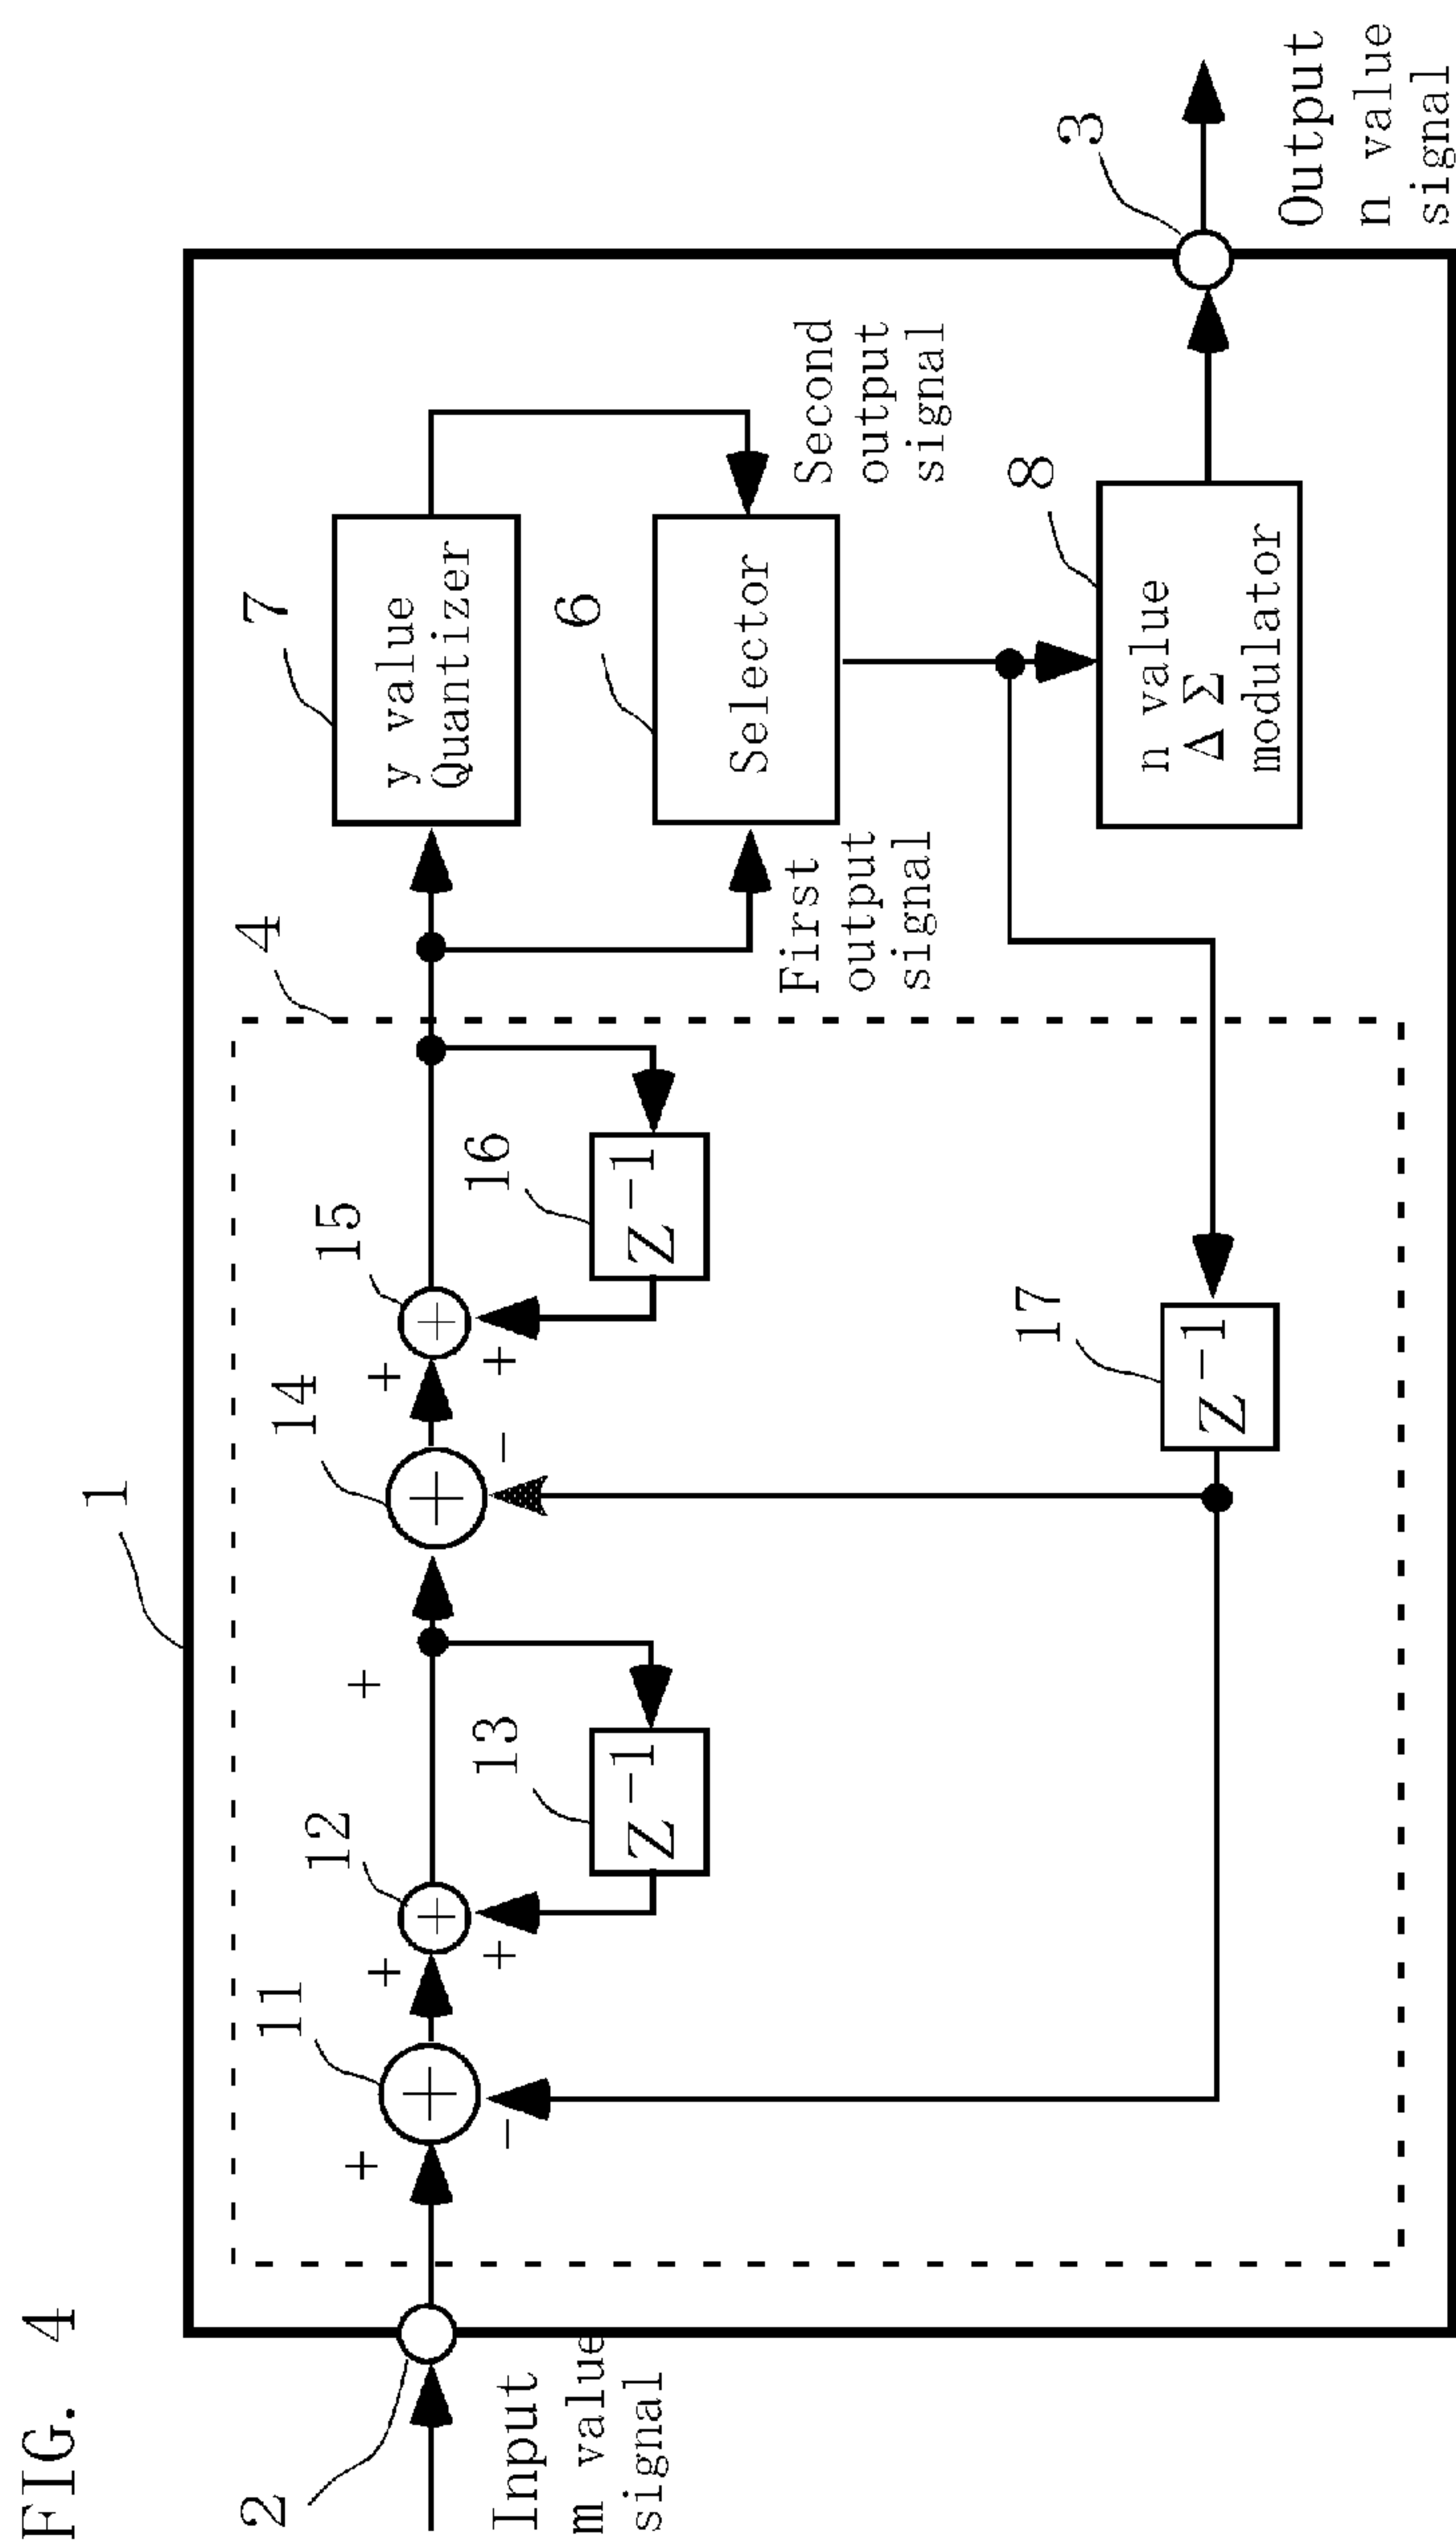 FIG. 4
1
2
Input
m value
signal
11
+
-
12
+
+
13
Z⁻¹
+
14
-
15
+
+
16
Z⁻¹
17
Z⁻¹
4
7
y value
Quantizer
6
Selector
First
output
signal
Second
output
signal
8
n value
ΔΣ
modulator
3
Output
n value
signal